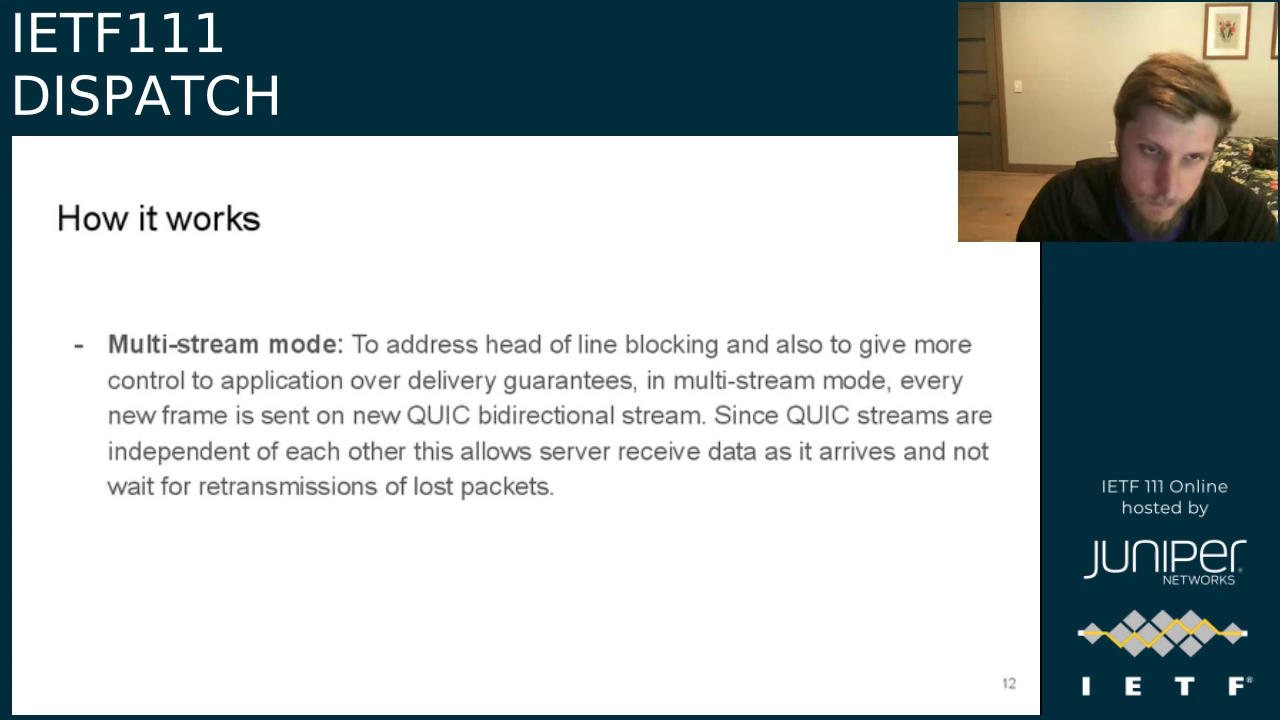 IETF111
DISPATCH
How it works
- Multi-stream mode: To address head of line blocking and also to give more
control to application over delivery guarantees, in multi-stream mode, every
new frame is sent on new QUIC bidirectional stream. Since QUIC streams are
independent of each other this allows server receive data as it arrives and not
wait for retransmissions of lost packets.
12
IETF 111 Online
hosted by
JUNIPEr
NETWORKS
I E T F®